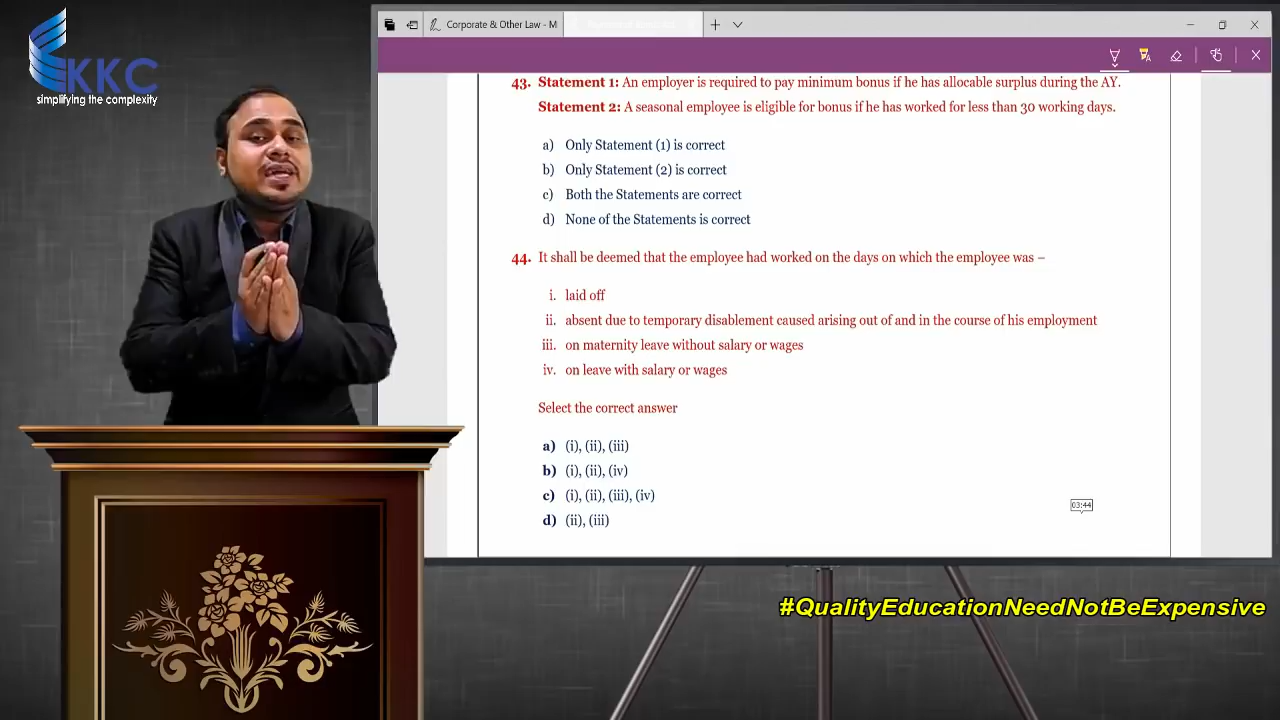 KKC
simplifying the complexity
Corporate & Other Law - M
43. Statement 1: An employer is required to pay minimum bonus if he has allocable surplus during the AY.
Statement 2: A seasonal employee is eligible for bonus if he has worked for less than 30 working days.
a) Only Statement (1) is correct
b) Only Statement (2) is correct
c) Both the Statements are correct
d) None of the Statements is correct
44. It shall be deemed that the employee had worked on the days on which the employee was –
i. laid off
ii. absent due to temporary disablement caused arising out of and in the course of his employment
iii. on maternity leave without salary or wages
iv. on leave with salary or wages
Select the correct answer
a) (i), (ii), (iii)
b) (i), (ii), (iv)
c) (i), (ii), (iii), (iv)
d) (ii), (iii)
03:44
#QualityEducationNeedNotBeExpensive